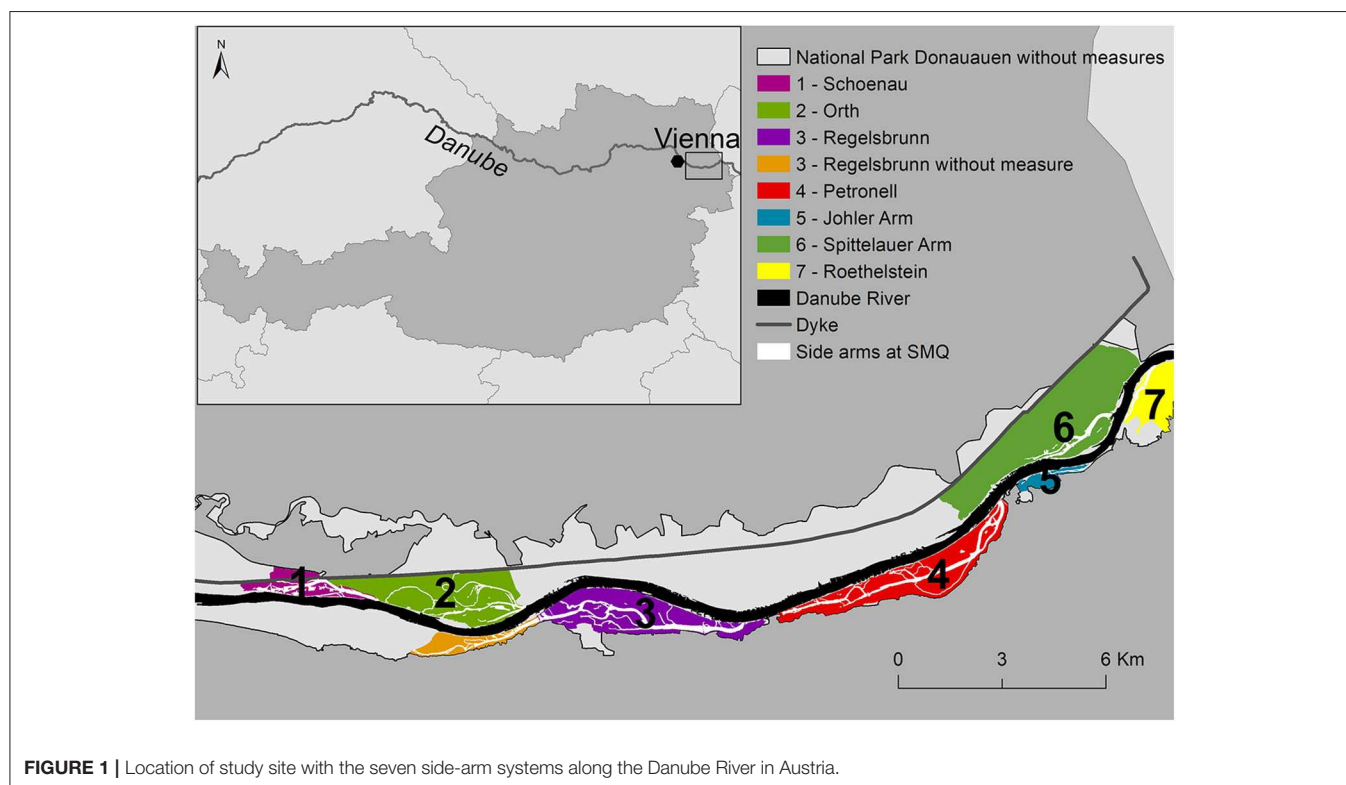 N
Danube
Vienna
National Park Donauauen without measures
1 - Schoenau
2 - Orth
3 - Regelsbrunn
3 - Regelsbrunn without measure
4 - Petronell
5 - Johler Arm
6 - Spittelauer Arm
7 - Roethelstein
Danube River
Dyke
Side arms at SMQ
1
2
3
4
5
6
7
0 3 6 Km
FIGURE 1 | Location of study site with the seven side-arm systems along the Danube River in Austria.